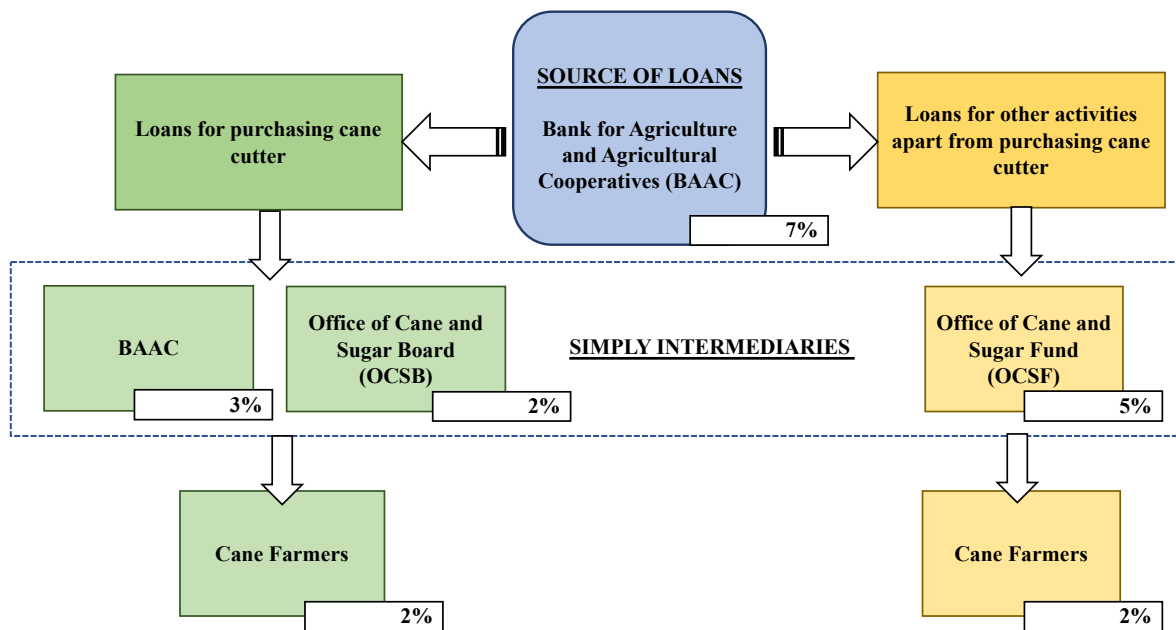 SOURCE OF LOANS
Bank for Agriculture
and Agricultural
Cooperatives (BAAC)
7%
Loans for purchasing cane
cutter
Loans for other activities
apart from purchasing cane
cutter
BAAC
3%
Office of Cane and
Sugar Board
(OCSB)
2%
SIMPLY INTERMEDIARIES
Office of Cane and
Sugar Fund
(OCSF)
5%
Cane Farmers
2%
Cane Farmers
2%